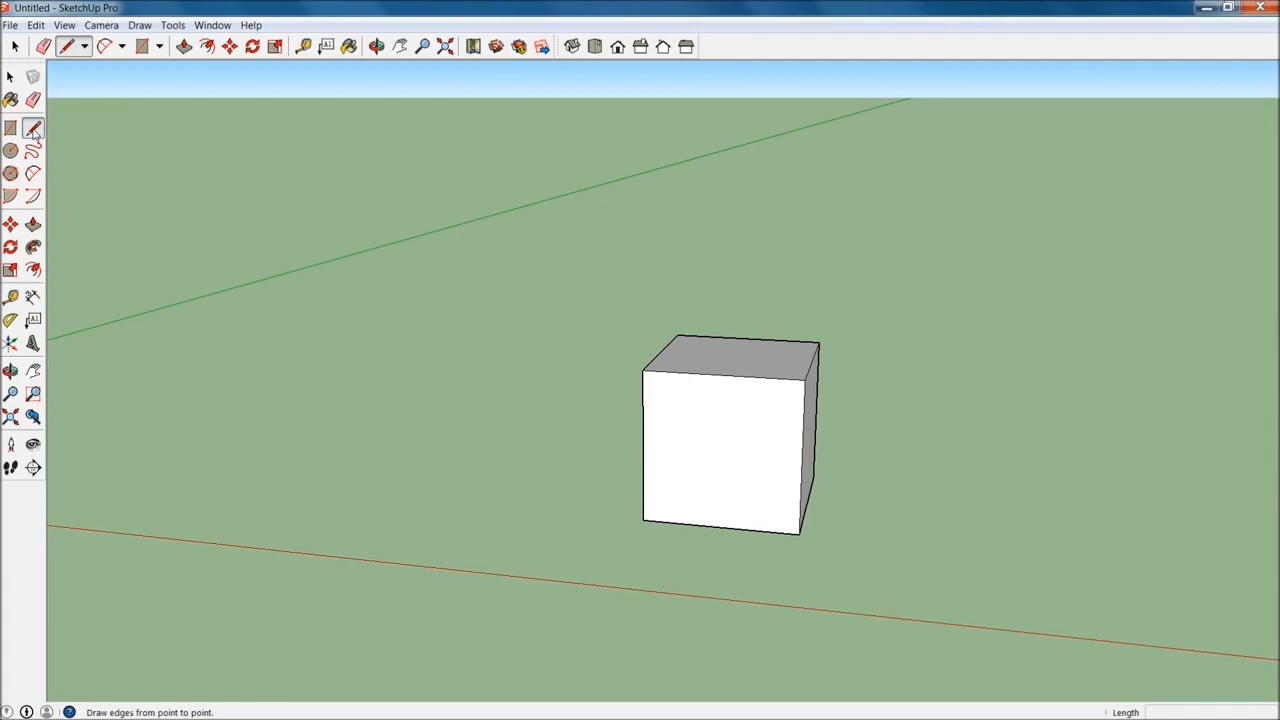 Untitled - SketchUp Pro
File Edit View Camera Draw Tools Window Help
Draw edges from point to point.
Length